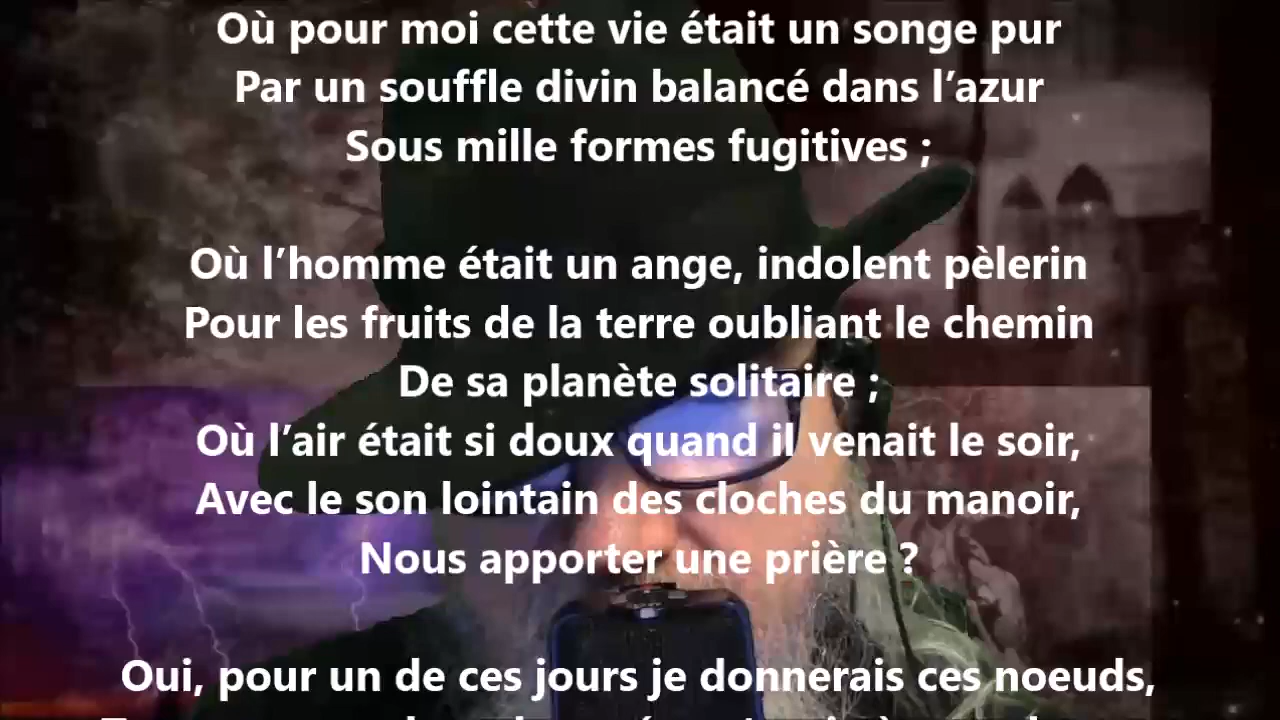 Où pour moi cette vie était un songe pur
Par un souffle divin balancé dans l’azur
Sous mille formes fugitives ;
Où l’homme était un ange, indolent pèlerin
Pour les fruits de la terre oubliant le chemin
De sa planète solitaire ;
Où l’air était si doux quand il venait le soir,
Avec le son lointain des cloches du manoir,
Nous apporter une prière ?
Oui, pour un de ces jours je donnerais ces noeuds,